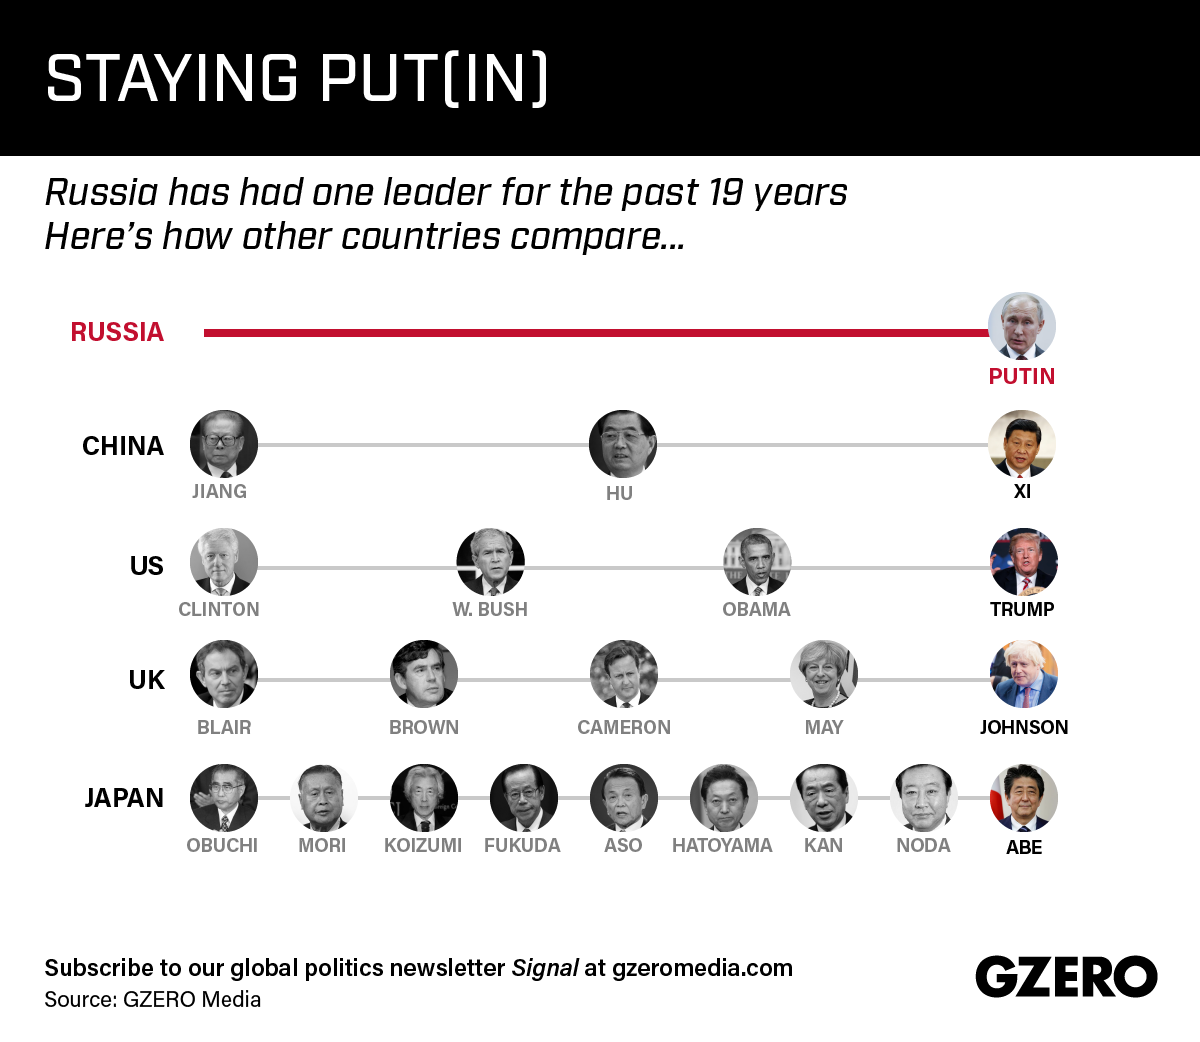 STAYING PUT(IN)
Russia has had one leader for the past 19 years
Here's how other countries compare...
RUSSIA
PUTIN
CHINA
JIANG
HU
XI
US
CLINTON
W. BUSH
OBAMA
TRUMP
UK
BLAIR
BROWN
CAMERON
MAY
JOHNSON
JAPAN
OBUCHI
MORI
KOIZUMI
FUKUDA
ASO
HATOYAMA
KAN
NODA
ABE
Subscribe to our global politics newsletter Signal at gzeromedia.com
Source: GZERO Media
GZERO